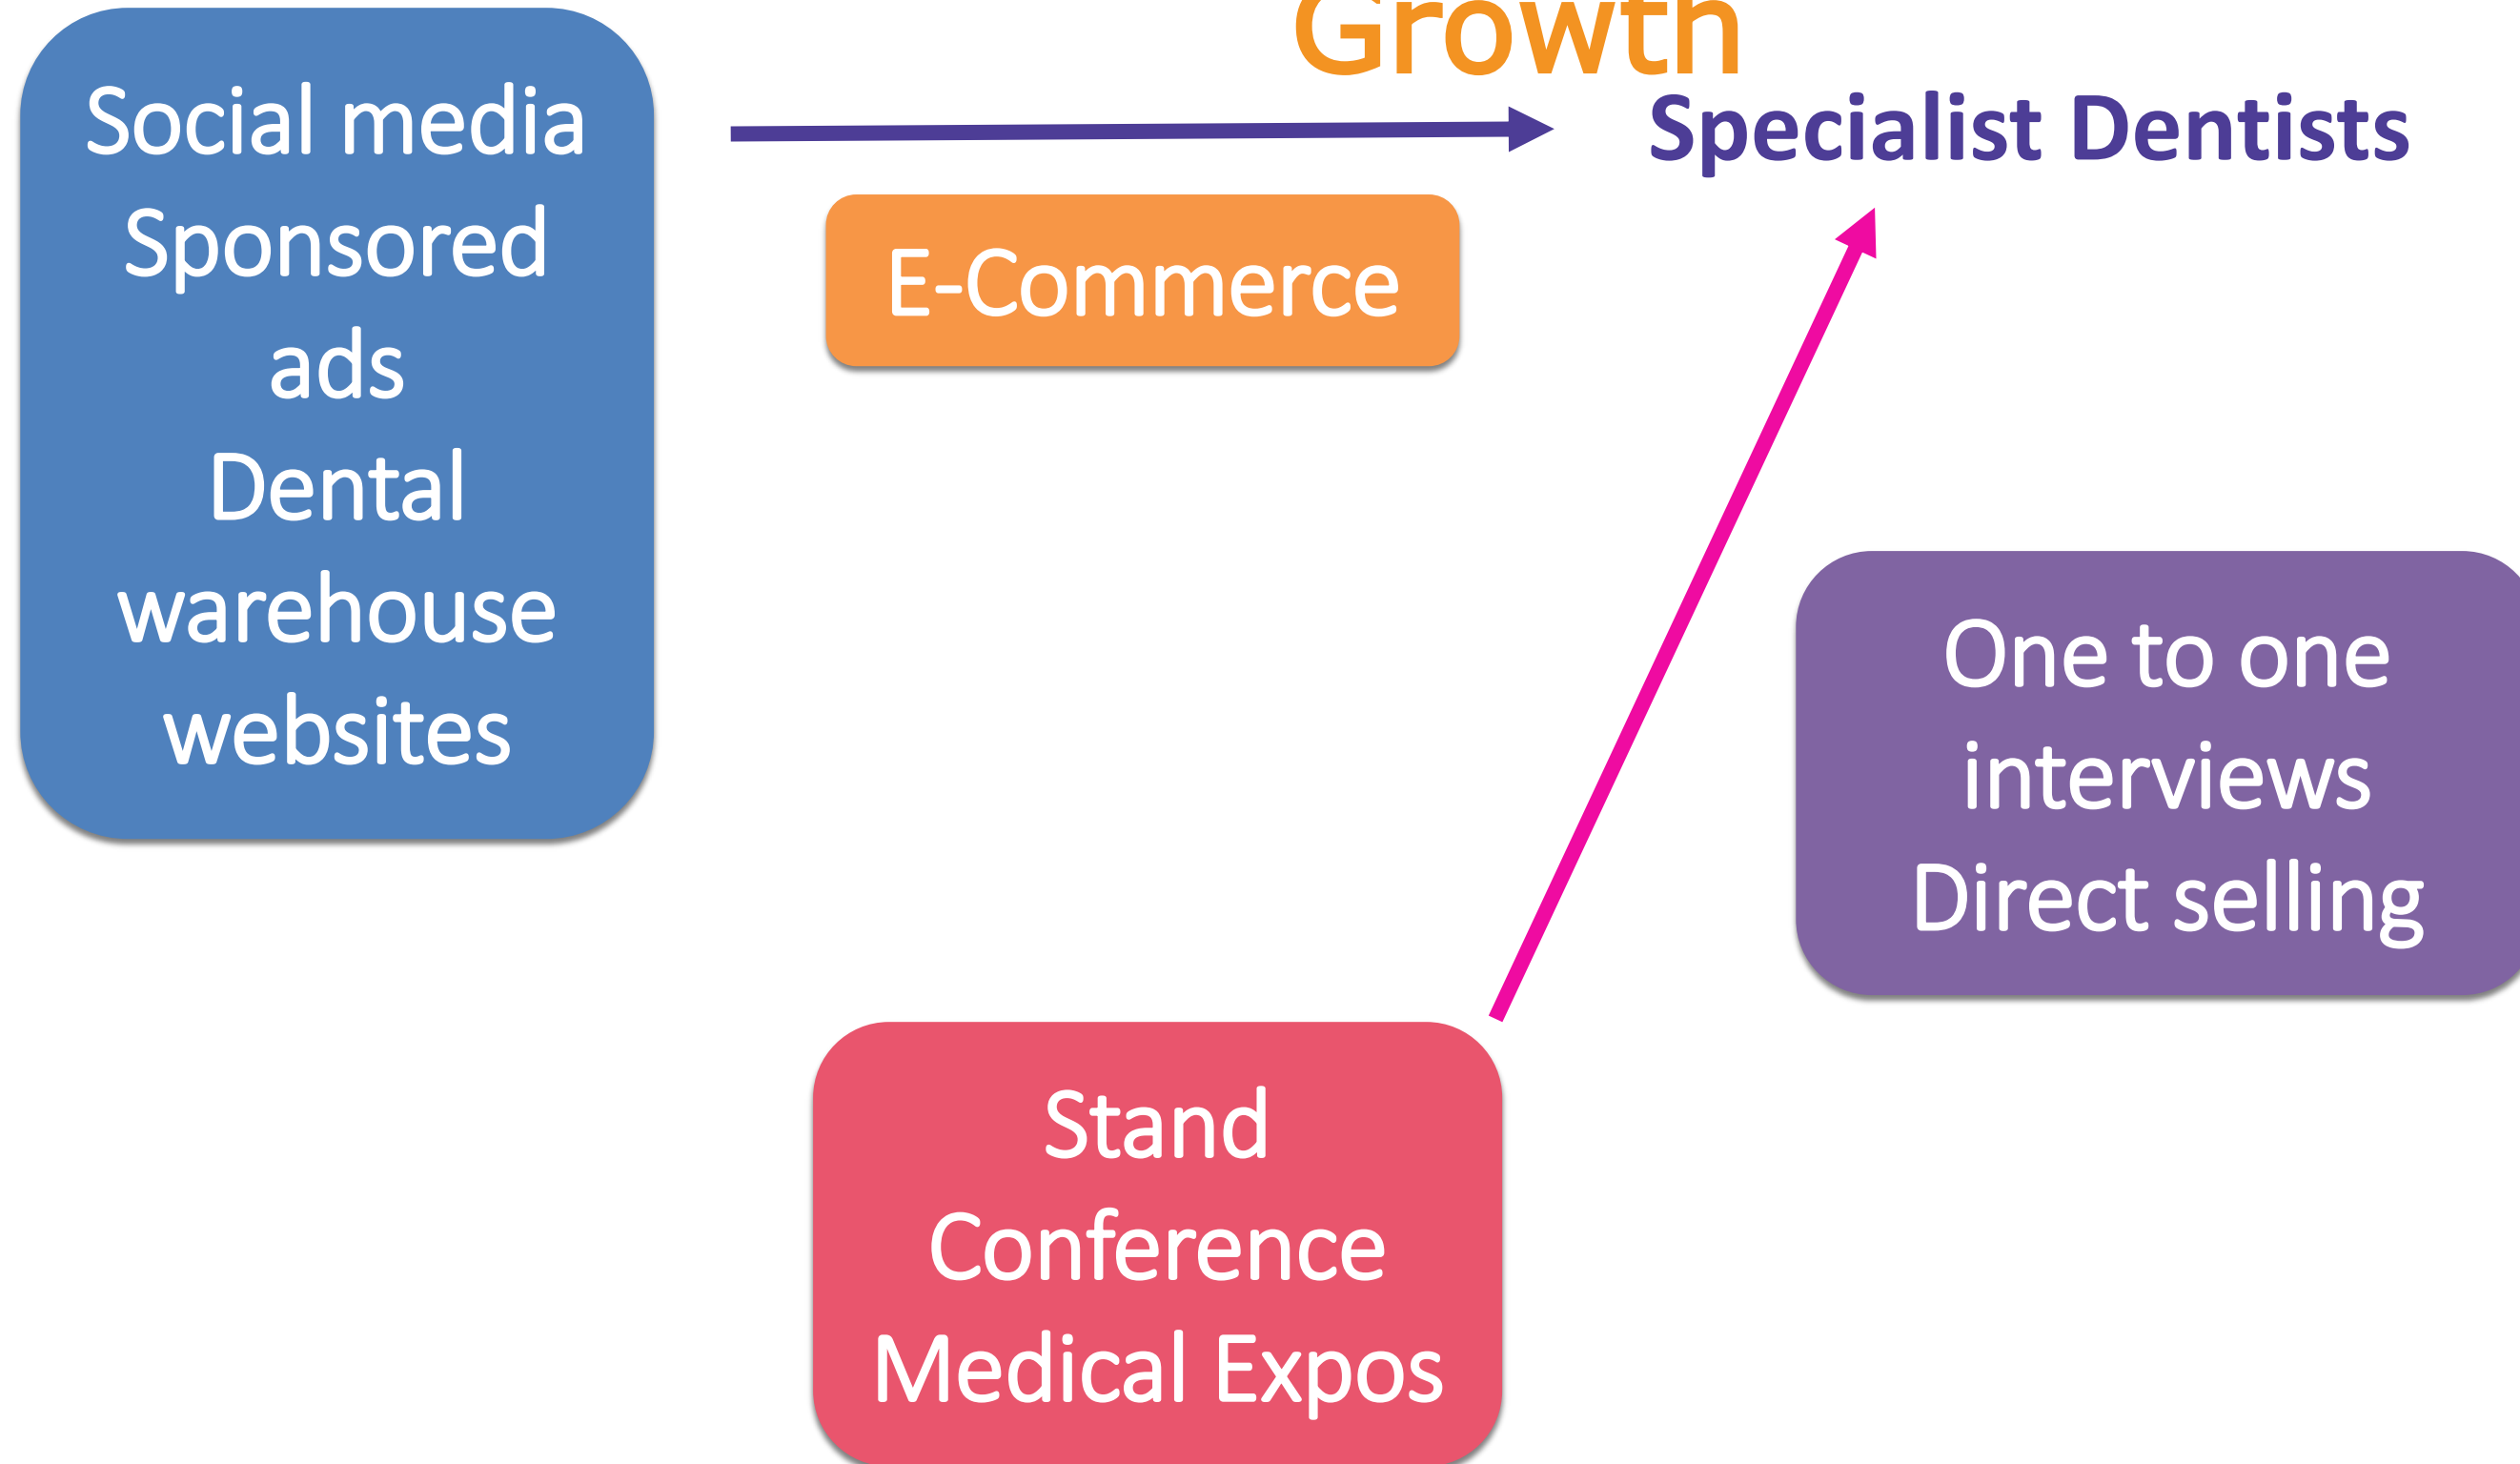 Growth
Social media
Sponsored
ads
Dental
warehouse
websites
Specialist Dentists
E-Commerce
One to one
interviews
Direct selling
Stand
Conference
Medical Expos